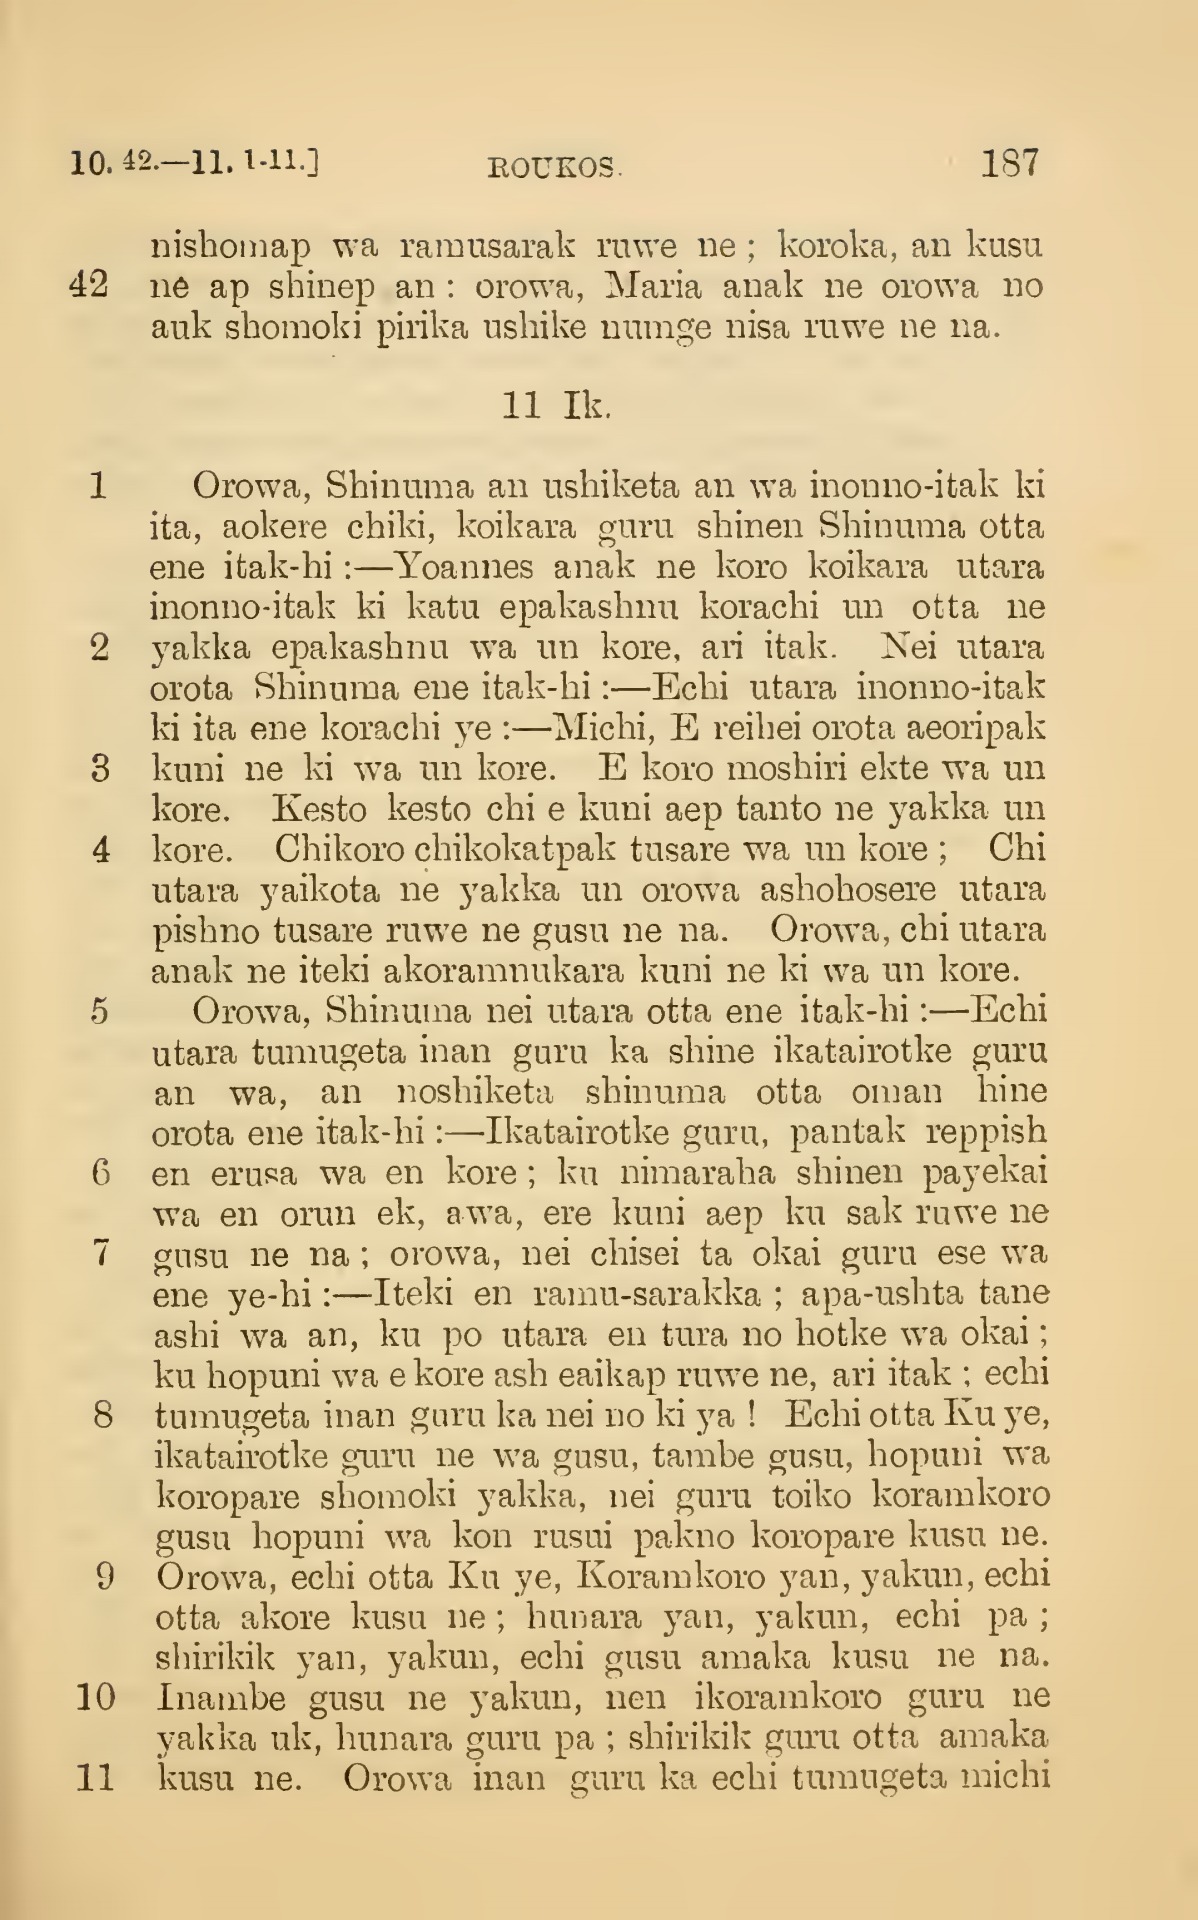 10. 42.—11. 1-11.] ROUKOS. 187
nishomap wa ramusarak ruwe ne ; koroka, an kusu
42 ne ap shinep an : orowa, Maria anak ne orowa no
auk shomoki pirika ushike numge nisa ruwe ne na.
11 Ik.
1 Orowa, Shinuma an ushiketa an wa inonno-itak ki
ita, aokere chiki, koikara guru shinen Shinuma otta
ene itak-hi :—Yoannes anak ne koro koikara utara
inonno-itak ki katu epakashnu korachi un otta ne
2 yakka epakashnu wa un kore, ari itak. Nei utara
orota Shinuma ene itak-hi :—Echi utara inonno-itak
ki ita ene korachi ye :—Michi, E reihei orota aeoripak
3 kuni ne ki wa un kore. E koro moshiri ekte wa un
kore. Kesto kesto chi e kuni aep tanto ne yakka un
4 kore. Chikoro chikokatpak tusare wa un kore ; Chi
utara yaikota ne yakka un orowa ashohosere utara
pishno tusare ruwe ne gusu ne na. Orowa, chi utara
anak ne iteki akoramnukara kuni ne ki wa un kore.
5 Orowa, Shinuma nei utara otta ene itak-hi :—Echi
utara tumugeta inan guru ka shine ikatairotke guru
an wa, an noshiketa shinuma otta oman hine
orota ene itak-hi :—Ikatairotke guru, pantak reppish
6 en erusa wa en kore ; ku nimaraha shinen payekai
wa en orun ek, awa, ere kuni aep ku sak ruwe ne
7 gusu ne na ; orowa, nei chisei ta okai guru ese wa
ene ye-hi :—Iteki en ramu-sarakka ; apa-ushta tane
ashi wa an, ku po utara en tura no hotke wa okai ;
ku hopuni wa e kore ash eaikap ruwe ne, ari itak ; echi
8 tumugeta inan guru ka nei no ki ya ! Echi otta Ku ye,
ikatairotke guru ne wa gusu, tambe gusu, hopuni wa
koropare shomoki yakka, nei guru toiko koramkoro
gusu hopuni wa kon rusui pakno koropare kusu ne.
9 Orowa, echi otta Ku ye, Koramkoro yan, yakun, echi
otta akore kusu ne ; hunara yan, yakun, echi pa ;
shirikik yan, yakun, echi gusu amaka kusu ne na.
10 Inambe gusu ne yakun, nen ikoramkoro guru ne
yakka uk, hunara guru pa ; shirikik guru otta amaka
11 kusu ne. Orowa inan guru ka echi tumugeta michi